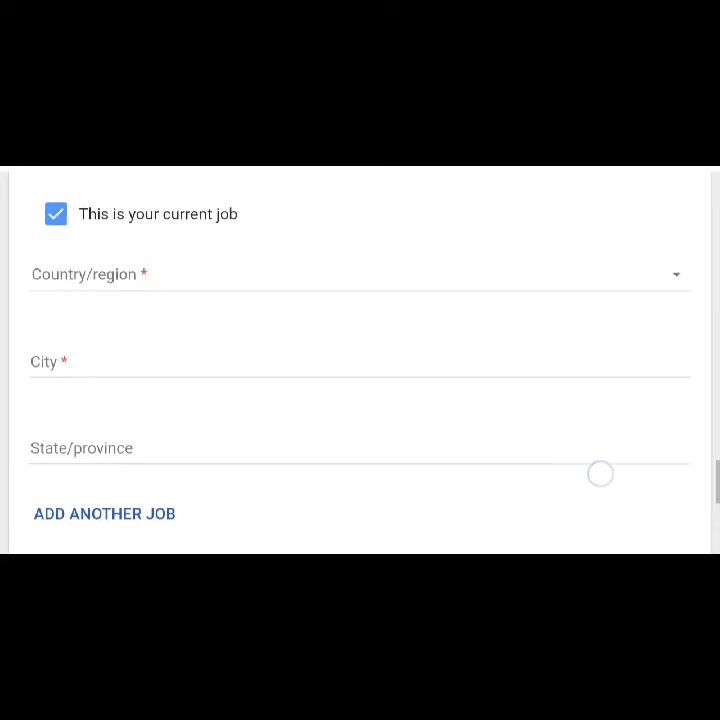 This is your current job
Country/region *
City *
State/province
ADD ANOTHER JOB